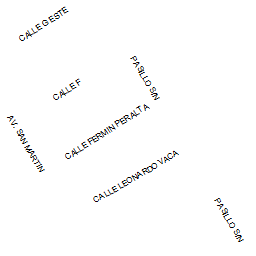 CALLE G ESTE
CALLE F
PASILLO S/N
AV. SAN MARTIN
CALLE FERMIN PERALTA
CALLE LEONARDO VACA
PASILLO S/N